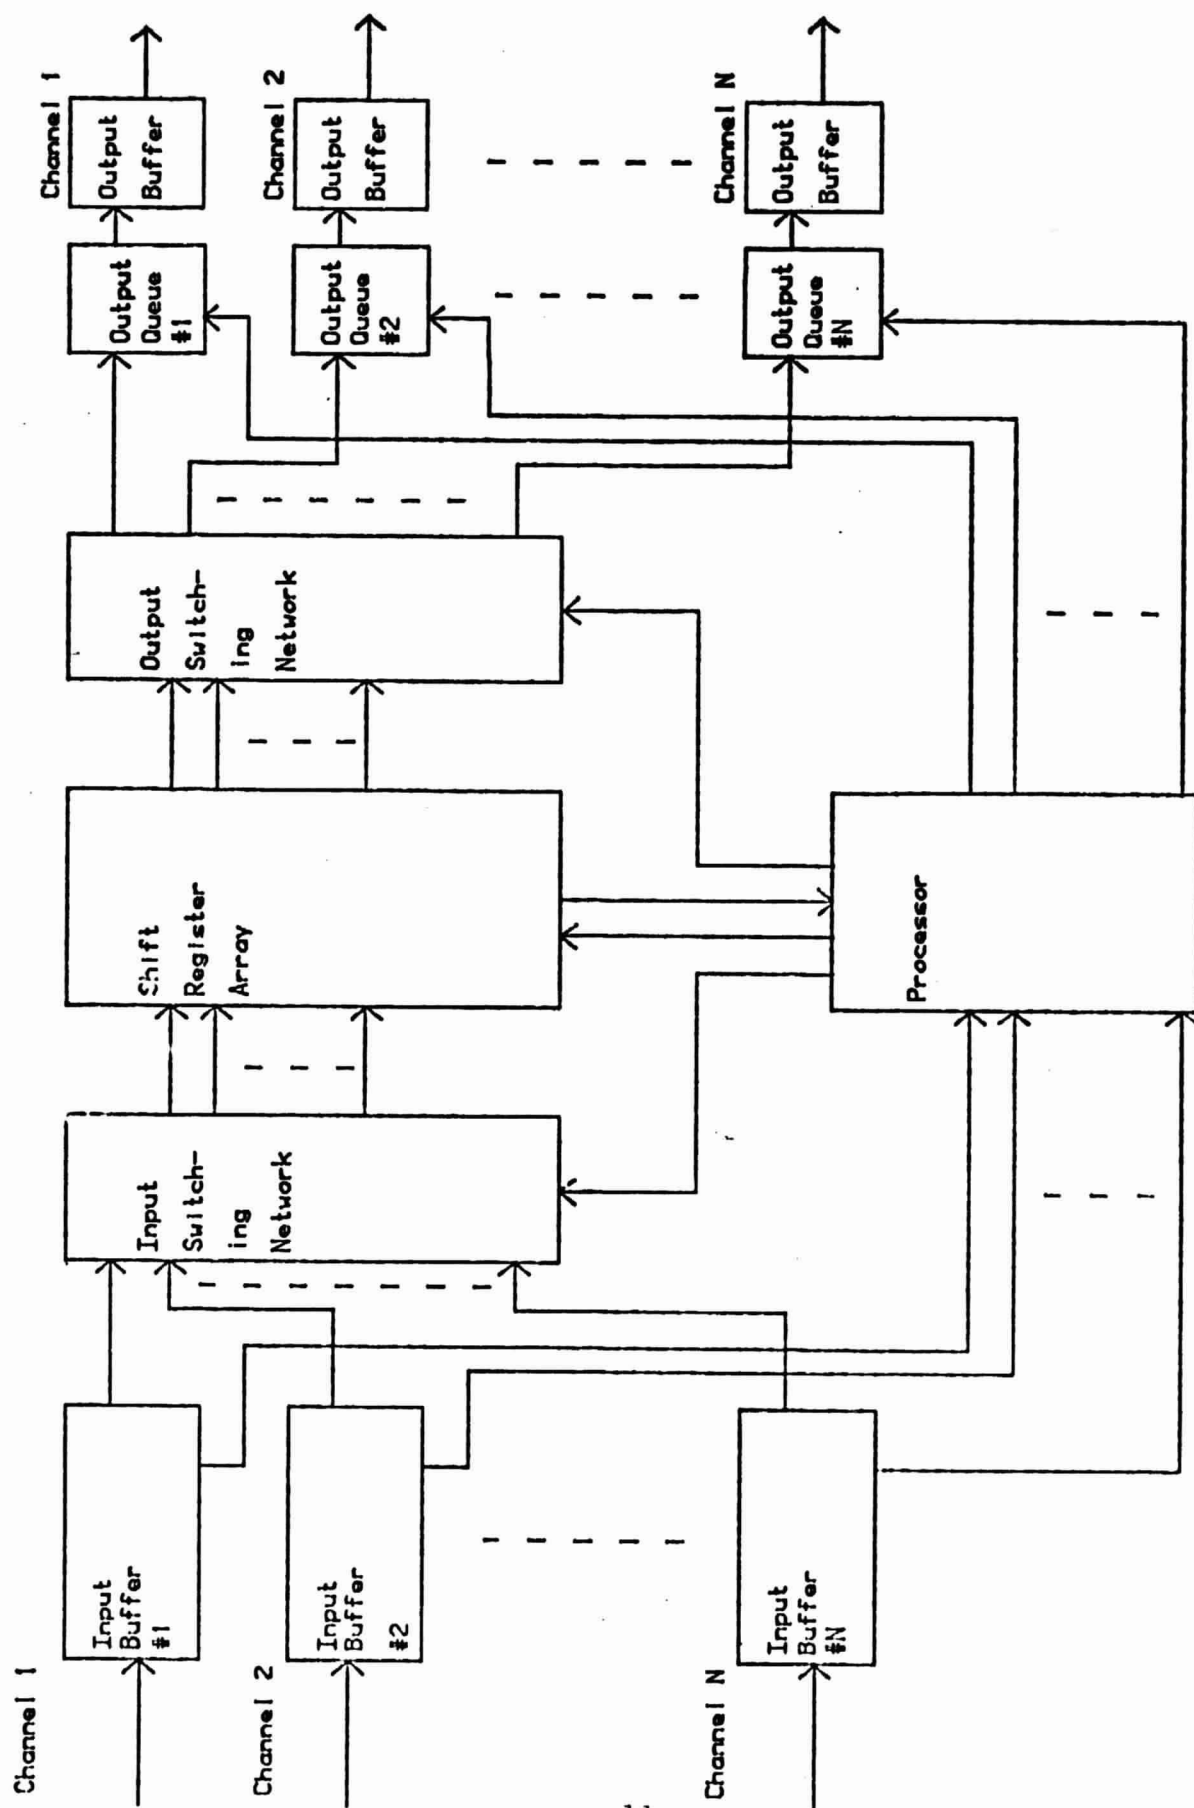 Channel 1
Input
Buffer
#1
Channel 2
Input
Buffer
#2
Channel N
Input
Buffer
#N
Input
Switch-
ing
Network
Shift
Register
Array
Processor
Output
Switch-
ing
Network
Output
Queue
#1
Output
Queue
#2
Output
Queue
#N
Channel 1
Output
Buffer
Channel 2
Output
Buffer
Channel N
Output
Buffer